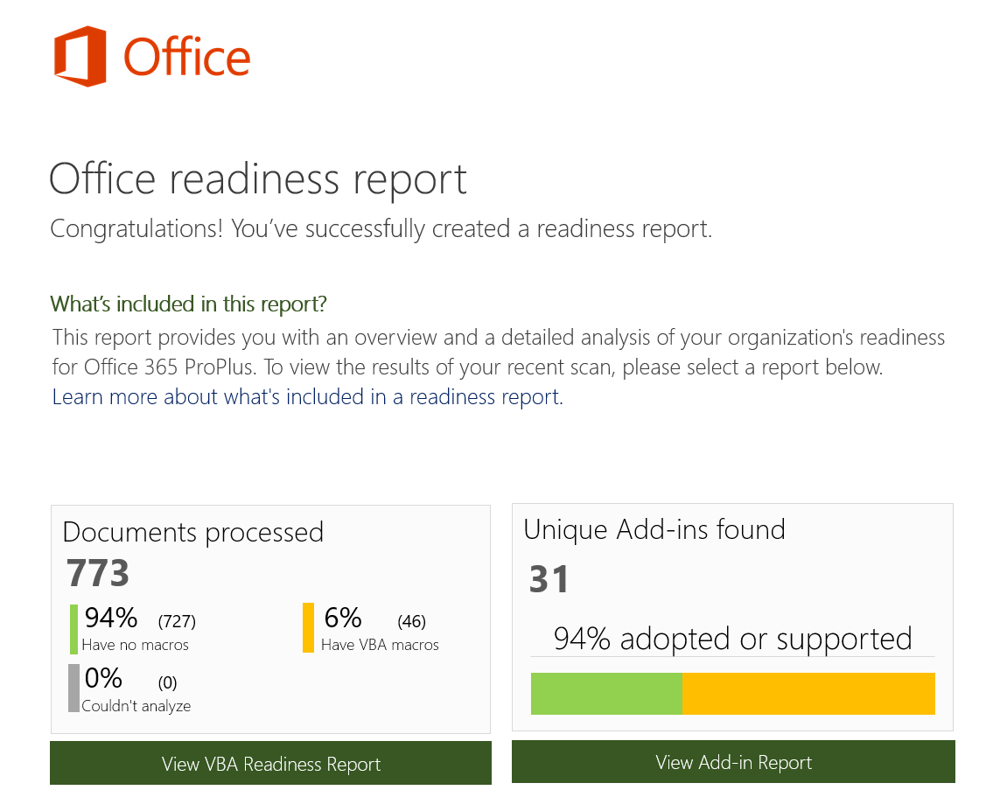 Office
Office readiness report
Congratulations! You’ve successfully created a readiness report.
What’s included in this report?
This report provides you with an overview and a detailed analysis of your organization's readiness
for Office 365 ProPlus. To view the results of your recent scan, please select a report below.
Learn more about what's included in a readiness report.
Documents processed
773
94% (727)
Have no macros
6% (46)
Have VBA macros
0% (0)
Couldn't analyze
View VBA Readiness Report
Unique Add-ins found
31
94% adopted or supported
View Add-in Report